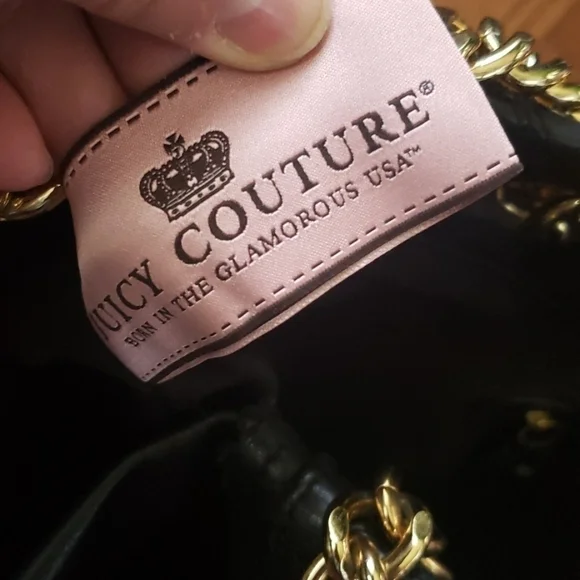 JUICY COUTURE®
BORN IN THE GLAMOROUS USA™